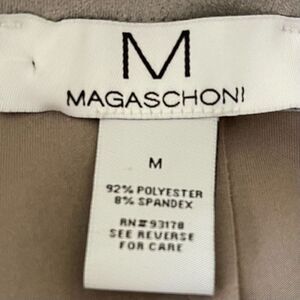 M
MAGASCHONI
M
92% POLYESTER
8% SPANDEX
RN#93178
SEE REVERSE
FOR CARE